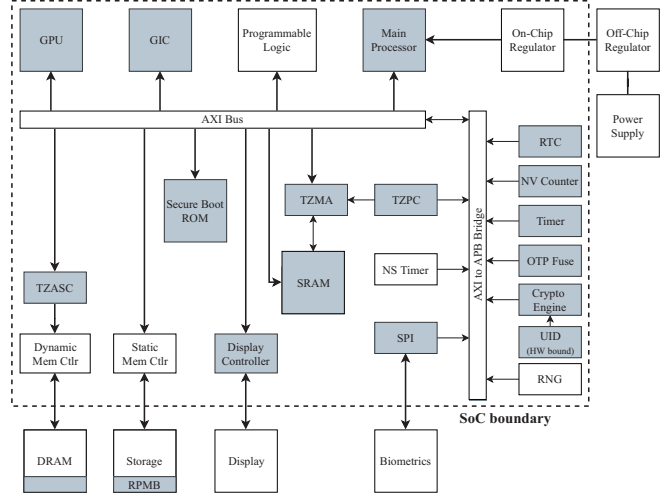 GPU
GIC
Programmable
Logic
Main
Processor
On-Chip
Regulator
Off-Chip
Regulator
Power
Supply
AXI Bus
RTC
NV Counter
Timer
OTP Fuse
Crypto
Engine
UID
(HW bound)
RNG
AXI to APB Bridge
Secure Boot
ROM
TZMA
TZPC
SRAM
NS Timer
TZASC
SPI
Dynamic
Mem Ctlr
Static
Mem Ctlr
Display
Controller
SoC boundary
DRAM
Storage
RPMB
Display
Biometrics